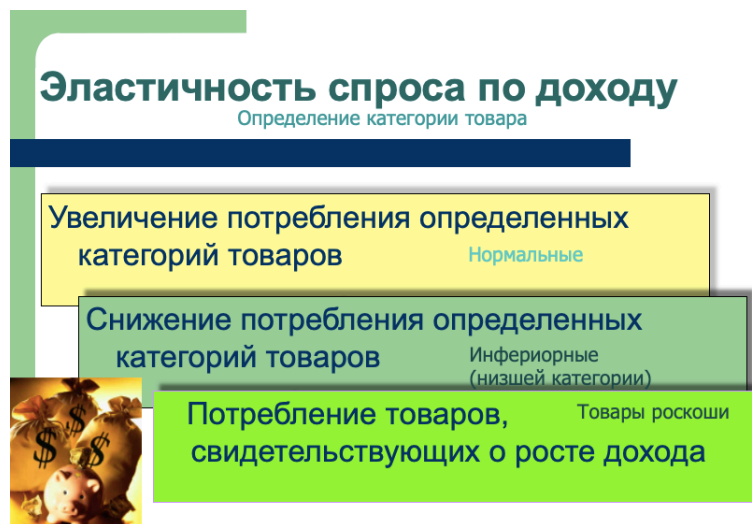 Эластичность спроса по доходу
Определение категории товара
Увеличение потребления определенных
категорий товаров
Нормальные
Снижение потребления определенных
категорий товаров
Инфериорные
(низшей категории)
Потребление товаров,
Товары роскоши
свидетельствующих о росте дохода
$
$
$